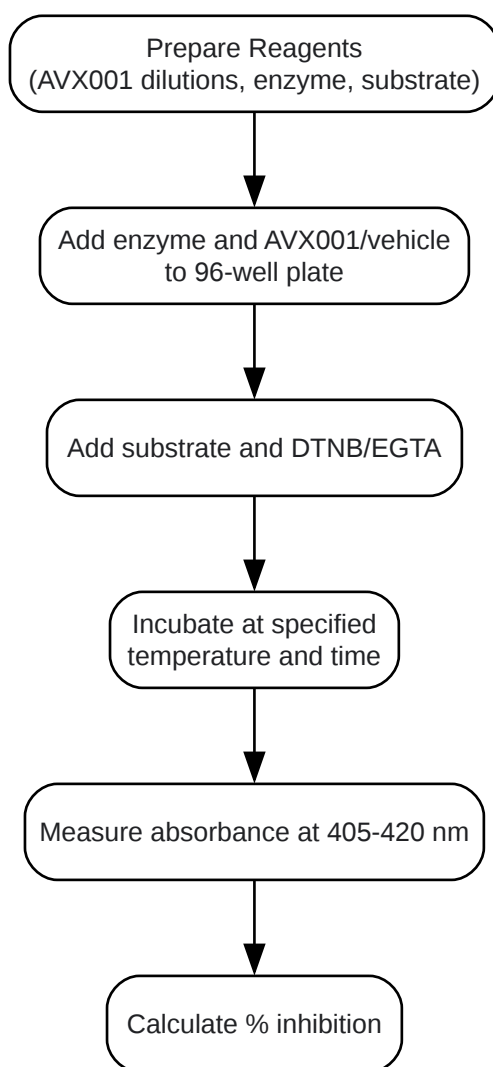 Prepare Reagents
(AVX001 dilutions, enzyme, substrate)
Add enzyme and AVX001/vehicle
to 96-well plate
Add substrate and DTNB/EGTA
Incubate at specified
temperature and time
Measure absorbance at 405-420 nm
Calculate % inhibition